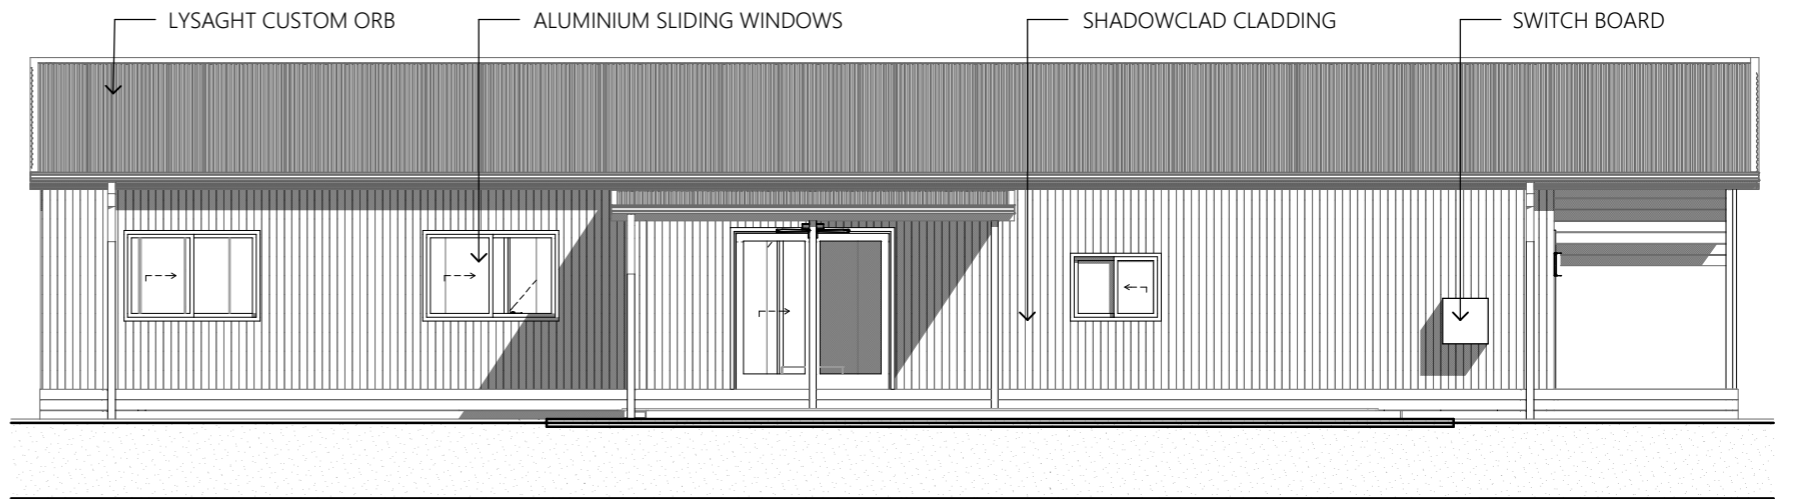 LYSAGHT CUSTOM ORB
ALUMINIUM SLIDING WINDOWS
SHADOWCLAD CLADDING
SWITCH BOARD